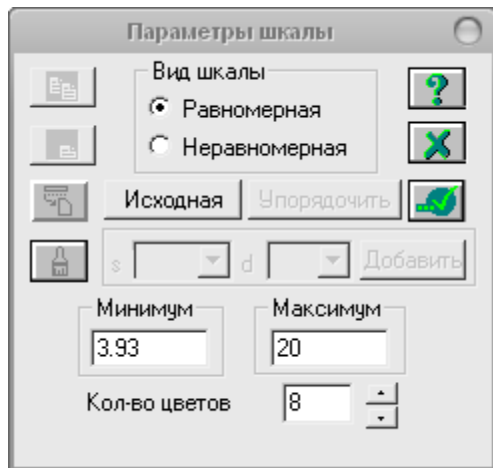 Параметры шкалы
Вид шкалы
Равномерная
Неравномерная
Исходная Упорядочить
s d Добавить
Минимум Максимум
3.93 20
Кол-во цветов 8